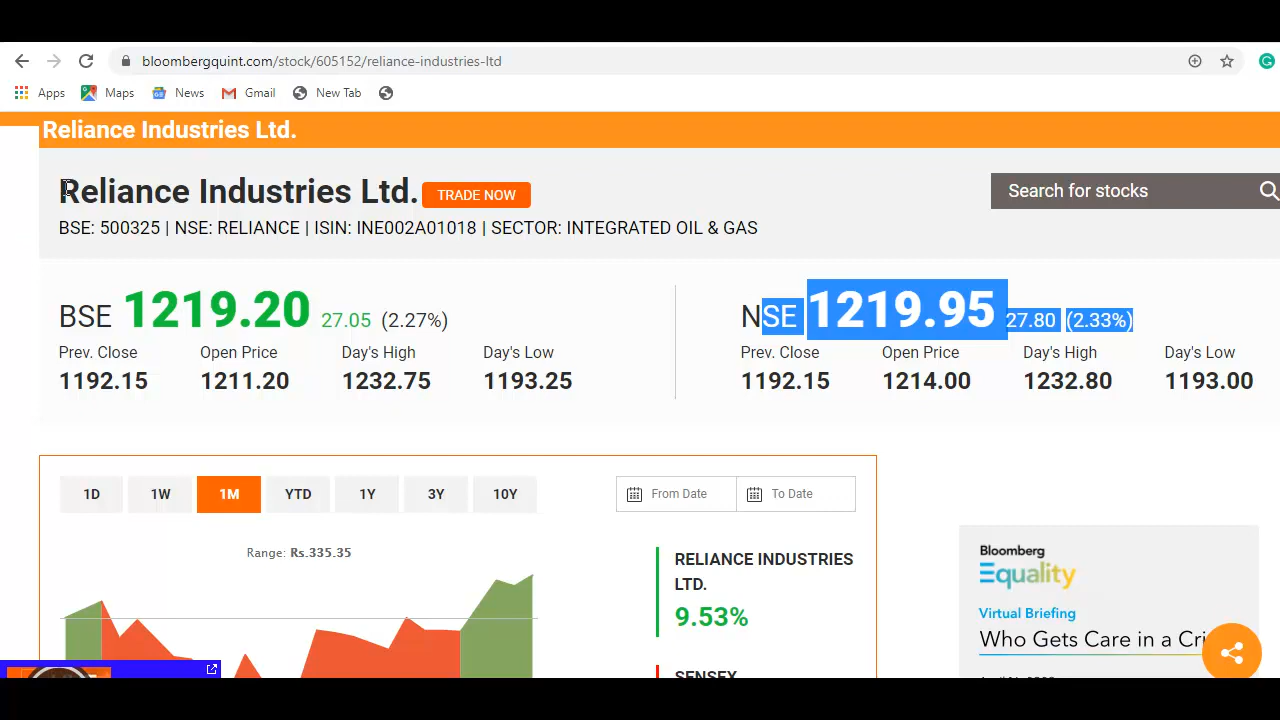 bloombergquint.com/stock/605152/reliance-industries-ltd
Apps Maps News Gmail New Tab
Reliance Industries Ltd.
Reliance Industries Ltd. TRADE NOW
Search for stocks
BSE: 500325 | NSE: RELIANCE | ISIN: INE002A01018 | SECTOR: INTEGRATED OIL & GAS
BSE 1219.20 27.05 (2.27%)
Prev. Close Open Price Day's High Day's Low
1192.15 1211.20 1232.75 1193.25
NSE 1219.95 27.80 (2.33%)
Prev. Close Open Price Day's High Day's Low
1192.15 1214.00 1232.80 1193.00
1D 1W 1M YTD 1Y 3Y 10Y
From Date To Date
Range: Rs.335.35
RELIANCE INDUSTRIES
LTD.
9.53%
SENSEX
Bloomberg
Equality
Virtual Briefing
Who Gets Care in a Cri